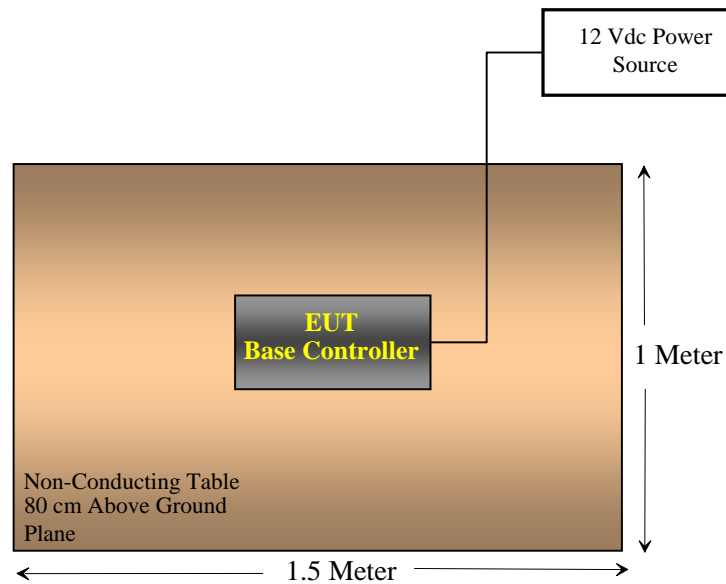 12 Vdc Power
Source
EUT
Base Controller
1 Meter
Non-Conducting Table
80 cm Above Ground
Plane
1.5 Meter